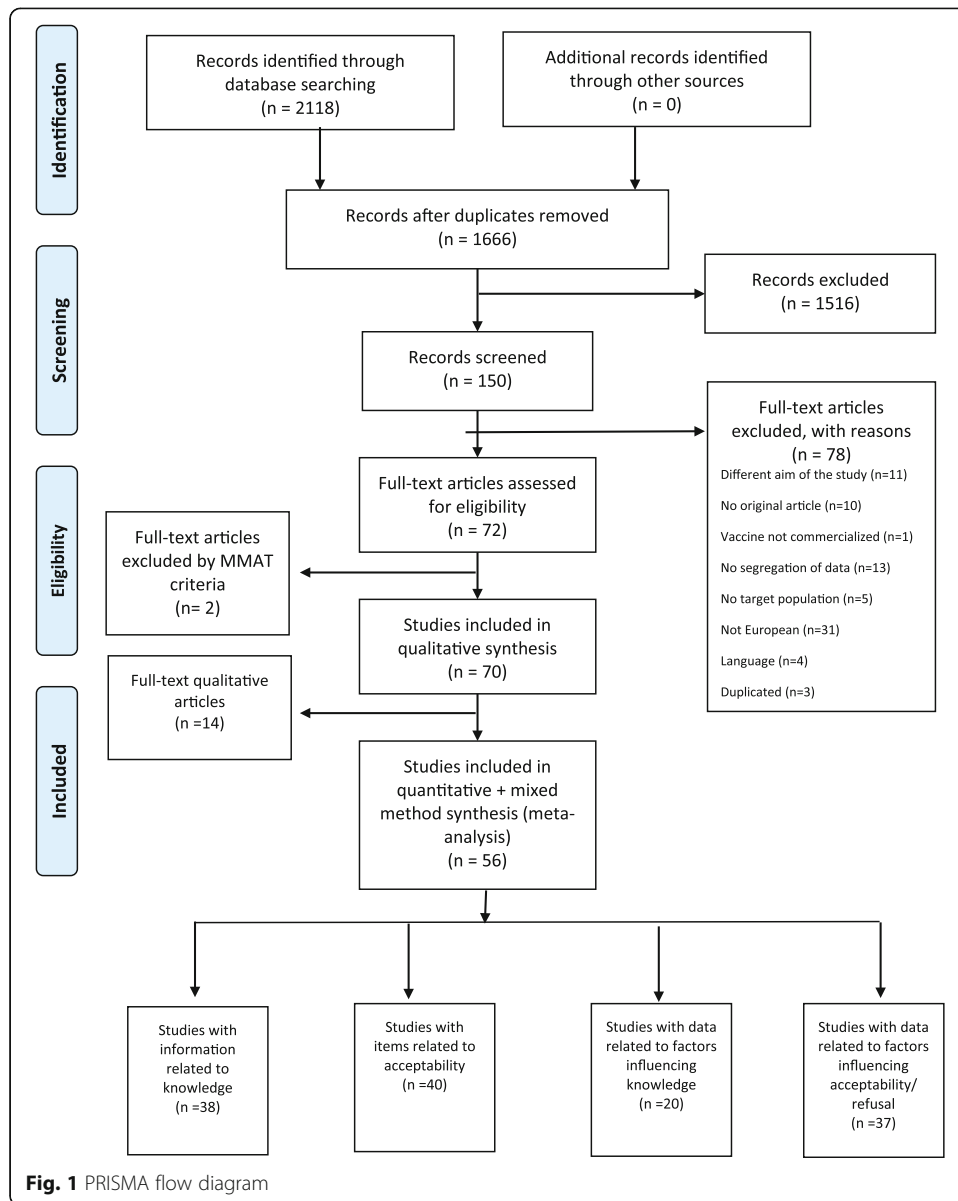 Identification
Records identified through
database searching
(n = 2118)
Additional records identified
through other sources
(n = 0)
Records after duplicates removed
(n = 1666)
Screening
Records excluded
(n = 1516)
Records screened
(n = 150)
Full-text articles
excluded, with reasons
(n = 78)
Different aim of the study (n=11)
No original article (n=10)
Vaccine not commercialized (n=1)
No segregation of data (n=13)
No target population (n=5)
Not European (n=31)
Language (n=4)
Duplicated (n=3)
Eligibility
Full-text articles assessed
for eligibility
(n = 72)
Full-text articles
excluded by MMAT
criteria
(n= 2)
Studies included in
qualitative synthesis
(n = 70)
Included
Full-text qualitative
articles
(n =14)
Studies included in
quantitative + mixed
method synthesis (meta-
analysis)
(n = 56)
Studies with
information
related to
knowledge
(n =38)
Studies with
items related to
acceptability
(n =40)
Studies with data
related to factors
influencing
knowledge
(n =20)
Studies with data
related to factors
influencing
acceptability/
refusal
(n =37)
Fig. 1 PRISMA flow diagram